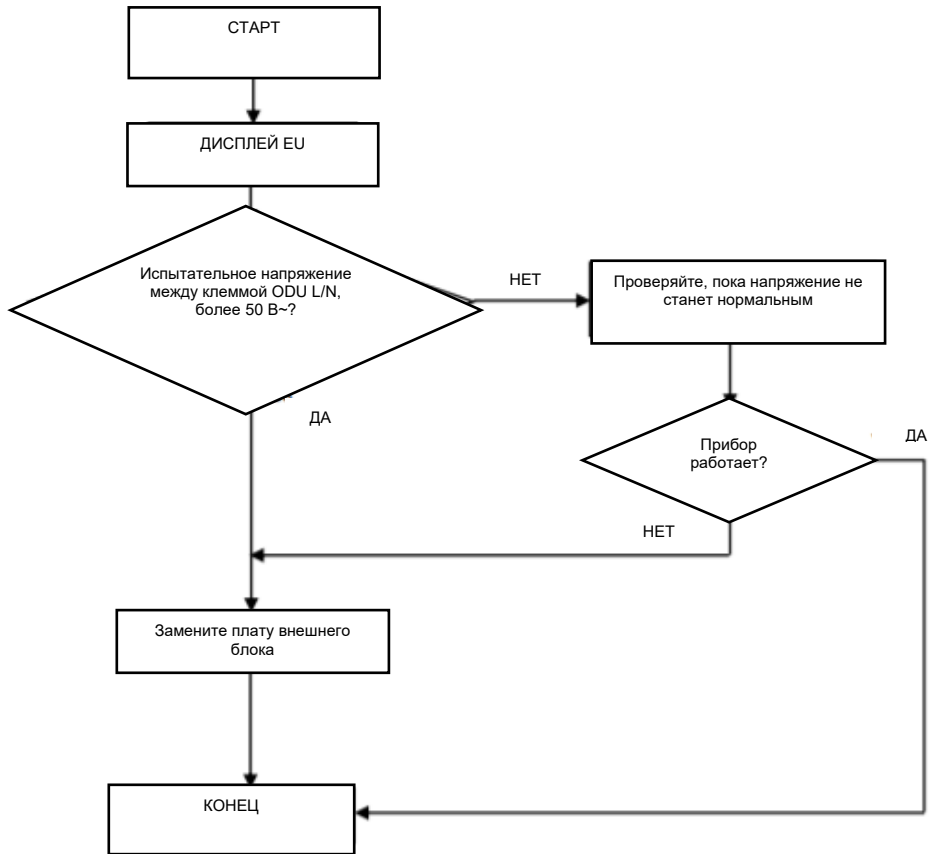 СТАРТ
ДИСПЛЕЙ EU
Испытательное напряжение
между клеммой ODU L/N,
более 50 В~?
НЕТ
Проверяйте, пока напряжение не
станет нормальным
ДА
Прибор
работает?
ДА
НЕТ
Замените плату внешнего
блока
КОНЕЦ